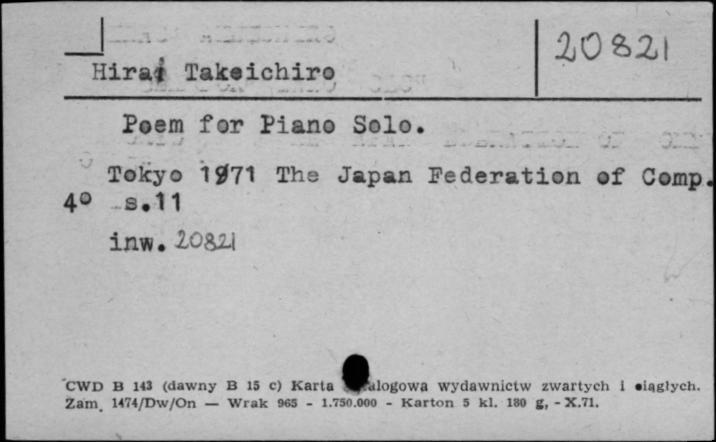 20821
Hirai Takeichiro
Poem for Piano Solo.
Tokyo 1971 The Japan Federation of Comp.
4° s.11
inw. 20821
CWD B 143 (dawny B 15 c) Karta alogowa wydawnictw zwartych i ciągłych.
Zam. 1474/Dw/On — Wrak 965 - 1.750.000 - Karton 5 kl. 180 g, - X.71.